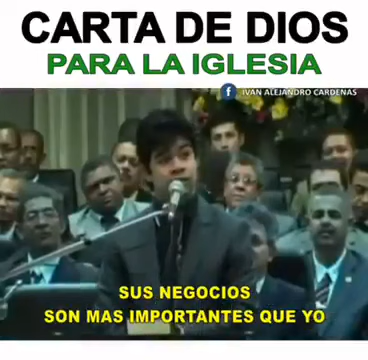 CARTA DE DIOS
PARA LA IGLESIA
IVAN ALEJANDRO CARDENAS
SUS NEGOCIOS
SON MAS IMPORTANTES QUE YO